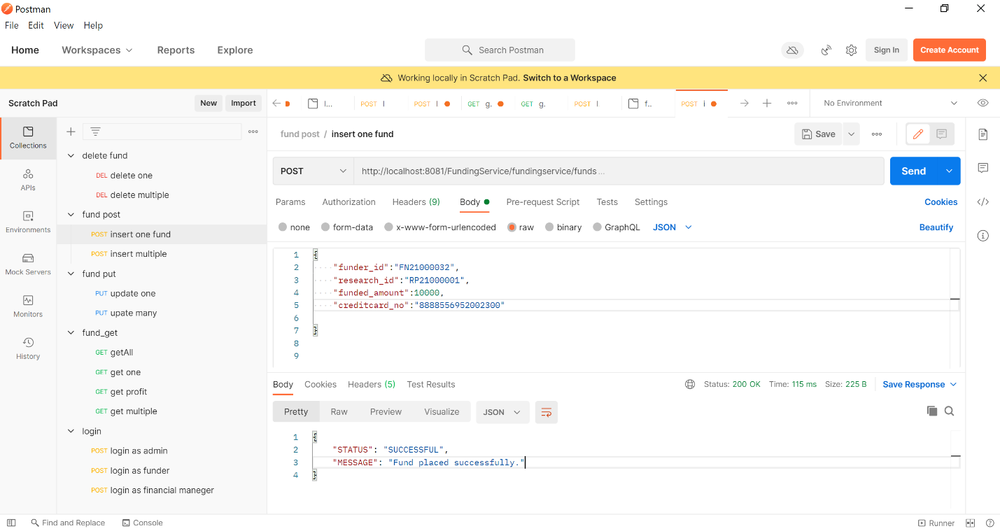 Postman
File Edit View Help
Home Workspaces Reports Explore Search Postman Sign In Create Account
Working locally in Scratch Pad. Switch to a Workspace
Scratch Pad New Import I... POST I POST I GET g. GET g. POST I f.. POST i No Environment
Collections
APIs
Environments
Mock Servers
Monitors
History
delete fund
DEL delete one
DEL delete multiple
fund post
POST insert one fund
POST insert multiple
fund put
PUT update one
PUT upate many
fund_get
GET getAll
GET get one
GET get profit
GET get multiple
login
POST login as admin
POST login as funder
POST login as financial maneger
fund post / insert one fund Save
POST http://localhost:8081/FundingService/fundingservice/funds ... Send
Params Authorization Headers (9) Body Pre-request Script Tests Settings Cookies
none form-data x-www-form-urlencoded raw binary GraphQL JSON Beautify
1 {
2 "funder_id":"FN21000032",
3 "research_id":"RP21000001",
4 "funded_amount":10000,
5 "creditcard_no":"8888556952002300"
6
7 }
8
9
Body Cookies Headers (5) Test Results Status: 200 OK Time: 115 ms Size: 225 B Save Response
Pretty Raw Preview Visualize JSON
1 {
2 "STATUS": "SUCCESSFUL",
3 "MESSAGE": "Fund placed successfully."
4 }
Find and Replace Console Runner